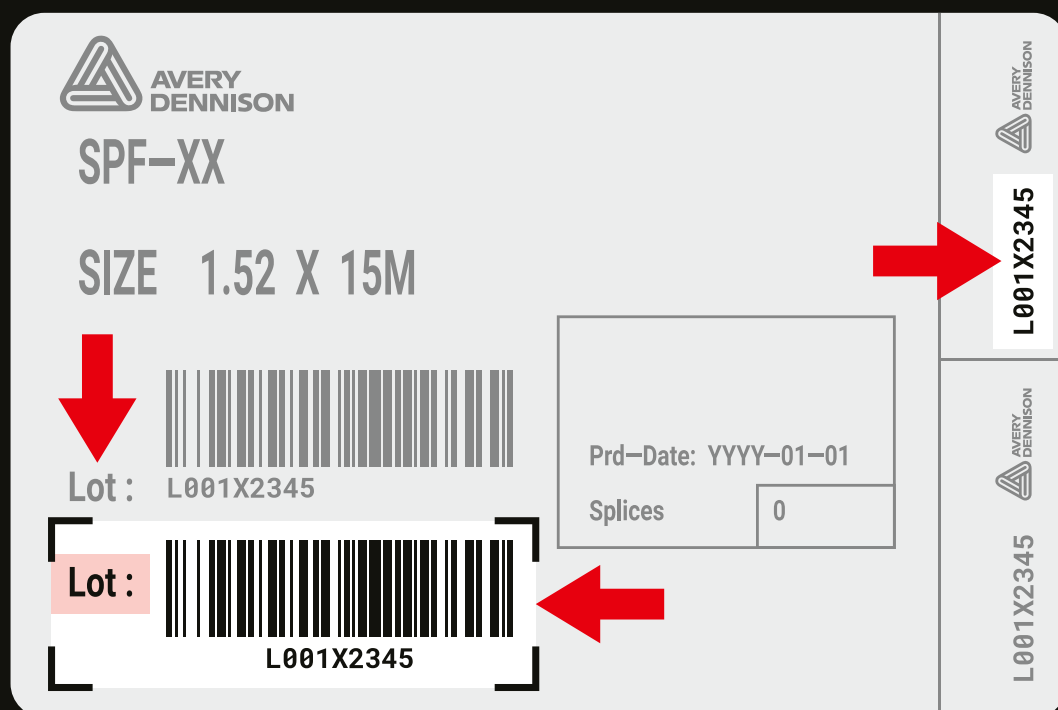 AVERY
DENNISON
SPF-XX
SIZE 1.52 X 15M
Lot : L001X2345
Lot :
L001X2345
Prd-Date: YYYY-01-01
Splices 0
AVERY
DENNISON
L001X2345
AVERY
DENNISON
L001X2345